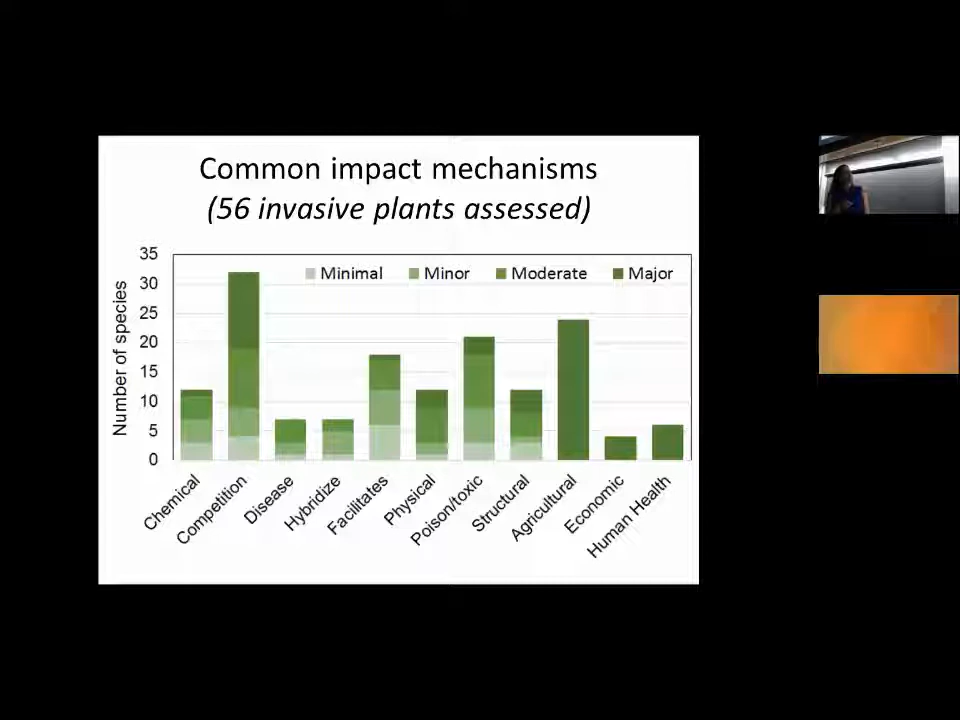 Common impact mechanisms
(56 invasive plants assessed)
Minimal Minor Moderate Major
Number of species
35
30
25
20
15
10
5
0
Chemical
Competition
Disease
Hybridize
Facilitates
Physical
Poison/toxic
Structural
Agricultural
Economic
Human Health